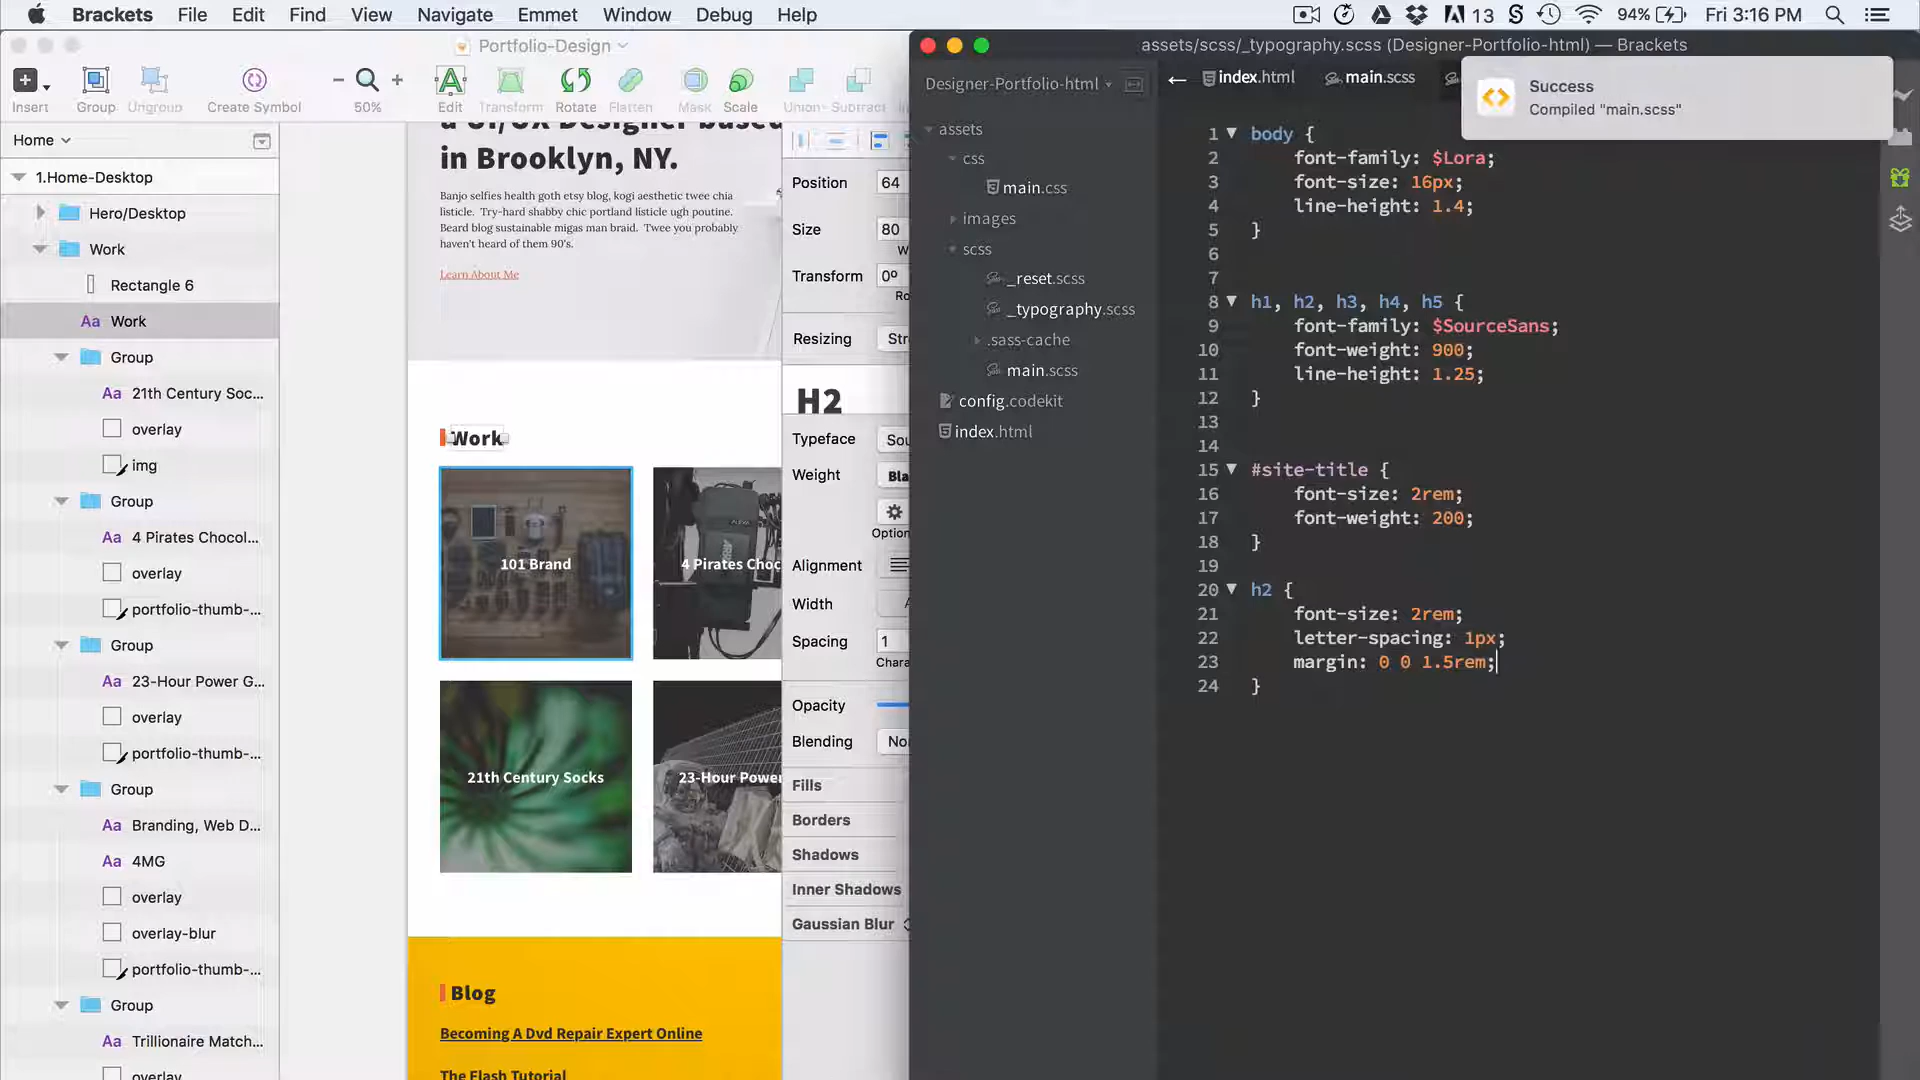 Brackets File Edit Find View Navigate Emmet Window Debug Help 13 94% Fri 3:16 PM
Portfolio-Design
Insert Group Ungroup Create Symbol 50% Edit Transform Rotate Flatten Mask Scale Union Subtract
Home
1.Home-Desktop
Hero/Desktop
Work
Rectangle 6
Aa Work
Group
Aa 21th Century Soc...
overlay
img
Group
Aa 4 Pirates Chocol...
overlay
portfolio-thumb-...
Group
Aa 23-Hour Power G...
overlay
portfolio-thumb-...
Group
Aa Branding, Web D...
Aa 4MG
overlay
overlay-blur
portfolio-thumb-...
Group
Aa Trillionaire Match...
overlay
a UI/UX Designer based
in Brooklyn, NY.
Banjo selfies health goth etsy blog, kogi aesthetic twee chia
listicle. Try-hard shabby chic portland listicle ugh poutine.
Beard blog sustainable migas man braid. Twee you probably
haven't heard of them 90's.
Learn About Me
Work
101 Brand
4 Pirates Choc
21th Century Socks
23-Hour Power
Blog
Becoming A Dvd Repair Expert Online
The Flash Tutorial
Position 64
Size 80
W
Transform 0º
Ro
Resizing Str
H2
Typeface Sou
Weight Bla
Option
Alignment
Width A
Spacing 1
Chara
Opacity
Blending No
Fills
Borders
Shadows
Inner Shadows
Gaussian Blur
assets/scss/_typography.scss (Designer-Portfolio-html) — Brackets
Designer-Portfolio-html
assets
css
main.css
images
scss
_reset.scss
_typography.scss
.sass-cache
main.scss
config.codekit
index.html
index.html main.scss
Success
Compiled "main.scss"
1 body {
2 font-family: $Lora;
3 font-size: 16px;
4 line-height: 1.4;
5 }
6
7
8 h1, h2, h3, h4, h5 {
9 font-family: $SourceSans;
10 font-weight: 900;
11 line-height: 1.25;
12 }
13
14
15 #site-title {
16 font-size: 2rem;
17 font-weight: 200;
18 }
19
20 h2 {
21 font-size: 2rem;
22 letter-spacing: 1px;
23 margin: 0 0 1.5rem;
24 }